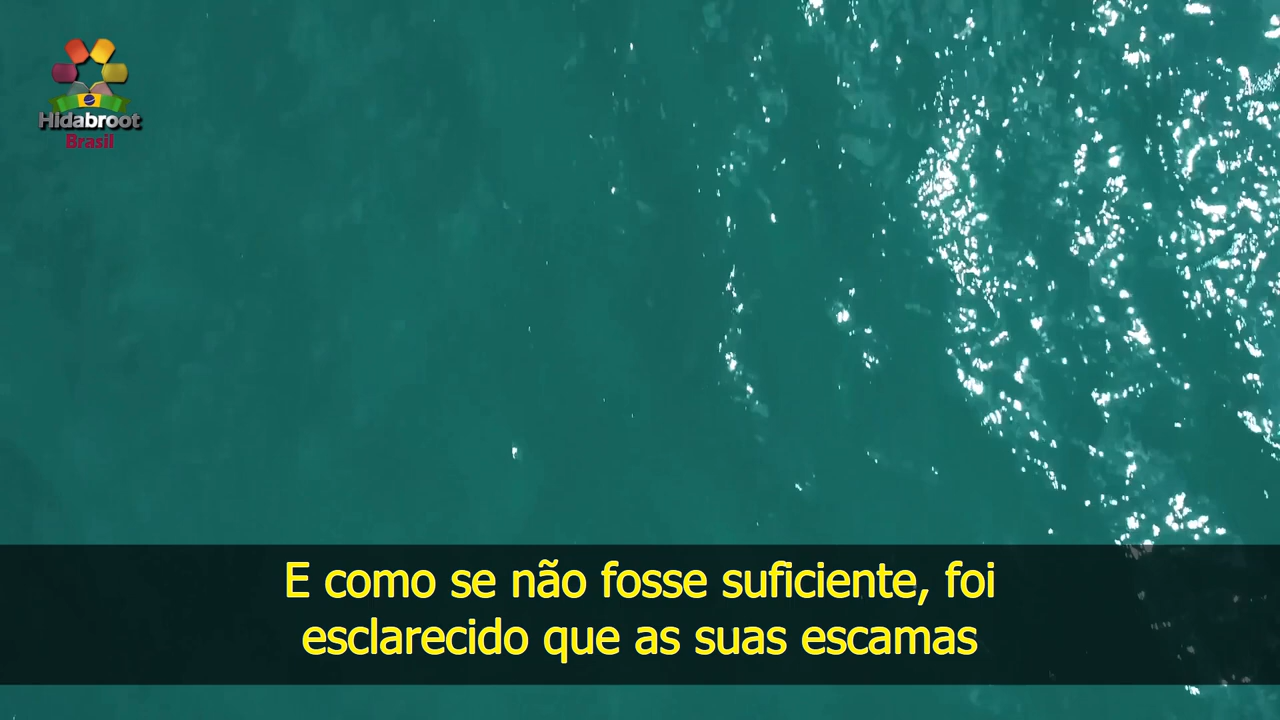 Hidabroot
Brasil
E como se não fosse suficiente, foi
esclarecido que as suas escamas